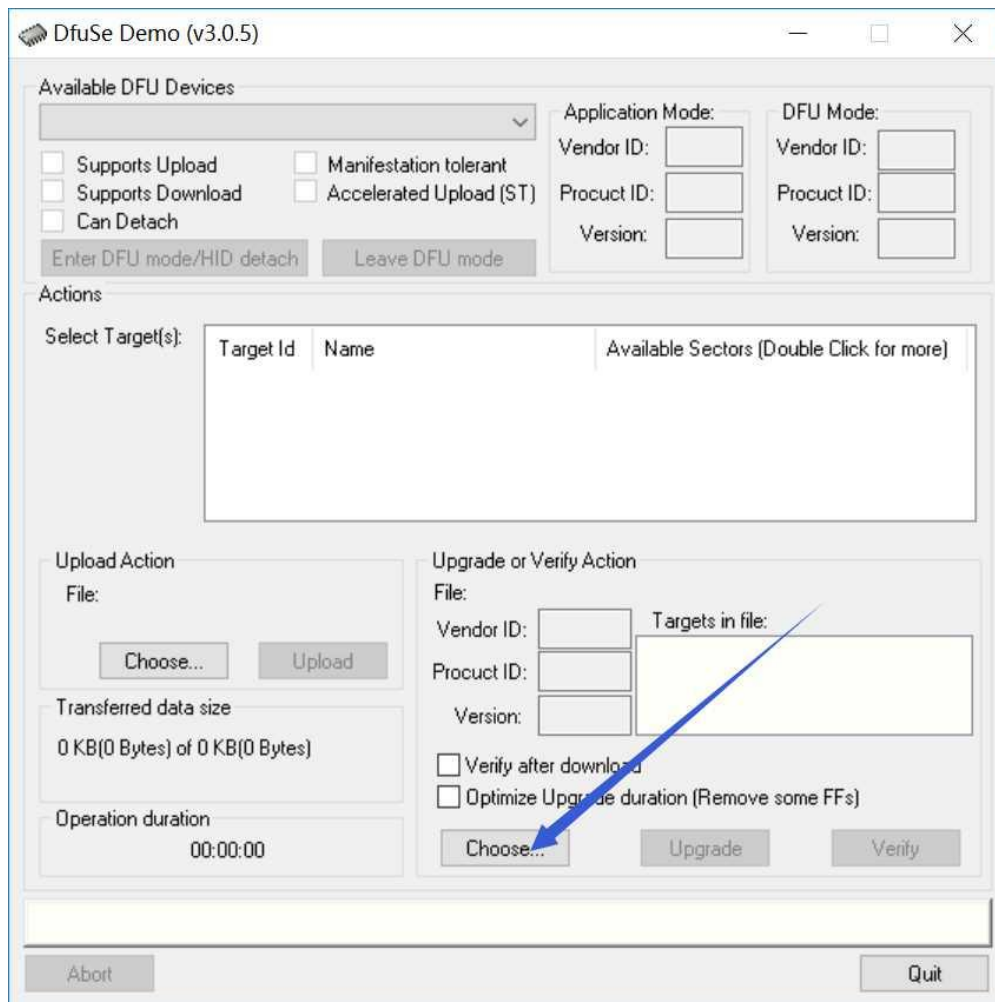 DfuSe Demo (v3.0.5)
Available DFU Devices
Application Mode:
DFU Mode:
Vendor ID:
Vendor ID:
Supports Upload
Manifestation tolerant
Supports Download
Accelerated Upload (ST)
Procuct ID:
Procuct ID:
Can Detach
Version:
Version:
Enter DFU mode/HID detach
Leave DFU mode
Actions
Select Target(s):
Target Id
Name
Available Sectors (Double Click for more)
Upload Action
File:
Choose...
Upload
Transferred data size
0 KB(0 Bytes) of 0 KB(0 Bytes)
Operation duration
00:00:00
Upgrade or Verify Action
File:
Vendor ID:
Targets in file:
Procuct ID:
Version:
Verify after download
Optimize Upgrade duration (Remove some FFs)
Choose...
Upgrade
Verify
Abort
Quit